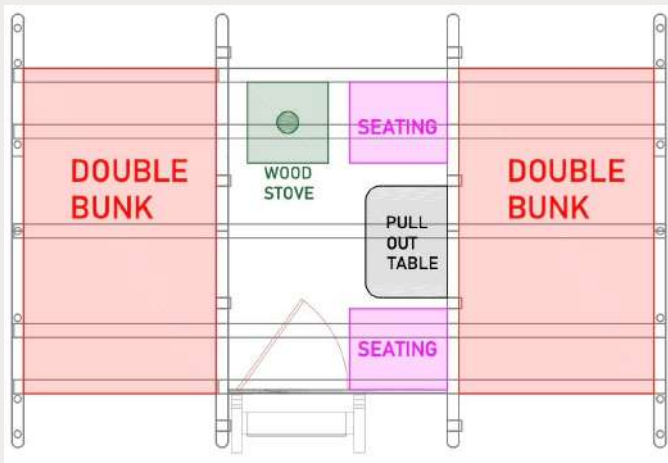 DOUBLE
BUNK
WOOD
STOVE
SEATING
PULL
OUT
TABLE
SEATING
DOUBLE
BUNK